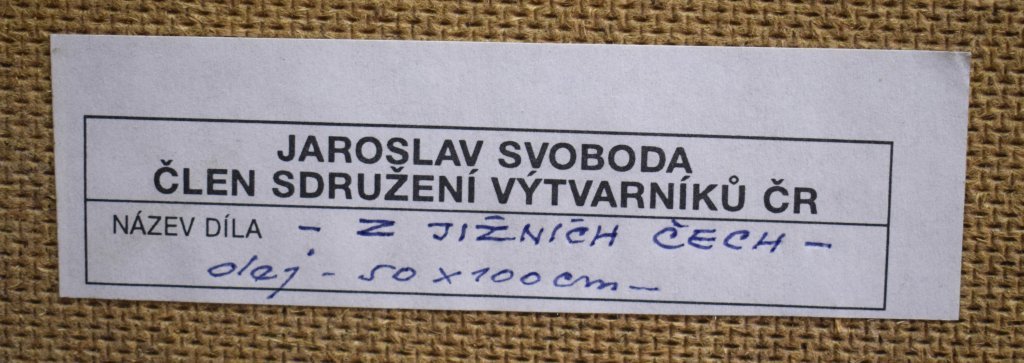 JAROSLAV SVOBODA
ČLEN SDRUŽENÍ VÝTVARNÍKŮ ČR
NÁZEV DÍLA - Z JIŽNÍCH ČECH -
olej - 50 x 100 cm -